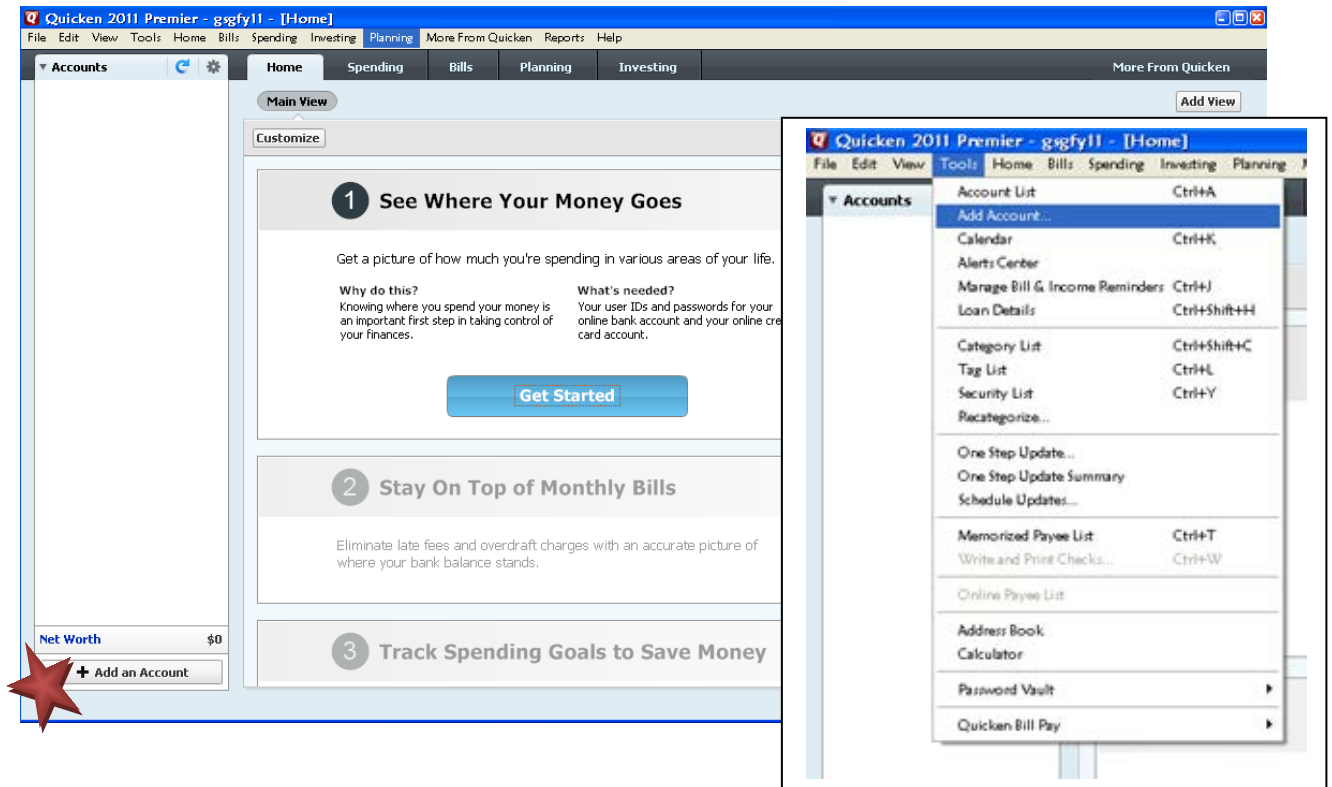 Quicken 2011 Premier - gsgfy11 - [Home]
File Edit View Tools Home Bills Spending Investing Planning More From Quicken Reports Help
Accounts
Home Spending Bills Planning Investing More From Quicken
Main View
Add View
Customize
1 See Where Your Money Goes
Get a picture of how much you're spending in various areas of your life.
Why do this?
Knowing where you spend your money is
an important first step in taking control of
your finances.
What's needed?
Your user IDs and passwords for your
online bank account and your online cre
card account.
Get Started
2 Stay On Top of Monthly Bills
Eliminate late fees and overdraft charges with an accurate picture of
where your bank balance stands.
3 Track Spending Goals to Save Money
Net Worth $0
+ Add an Account
Quicken 2011 Premier - gsgfy11 - [Home]
File Edit View Tools Home Bills Spending Investing Planning
Accounts
Account List Ctrl+A
Add Account...
Calendar Ctrl+K
Alerts Center
Manage Bill & Income Reminders Ctrl+J
Loan Details Ctrl+Shift+H
Category List Ctrl+Shift+C
Tag List Ctrl+L
Security List Ctrl+Y
Recategorize...
One Step Update...
One Step Update Summary
Schedule Updates...
Memorized Payee List Ctrl+T
Write and Print Checks... Ctrl+W
Online Payee List
Address Book
Calculator
Password Vault
Quicken Bill Pay